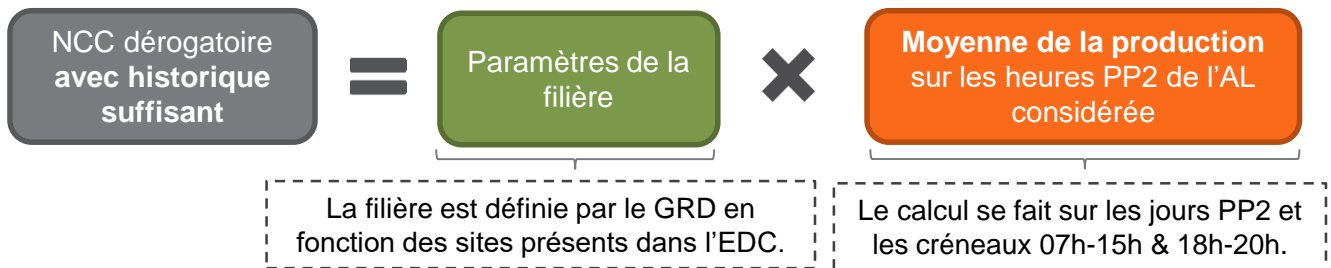 NCC dérogatoire
avec historique
suffisant
=
Paramètres de la
filière
×
Moyenne de la production
sur les heures PP2 de l'AL
considérée
La filière est définie par le GRD en
fonction des sites présents dans l'EDC.
Le calcul se fait sur les jours PP2 et
les créneaux 07h-15h & 18h-20h.